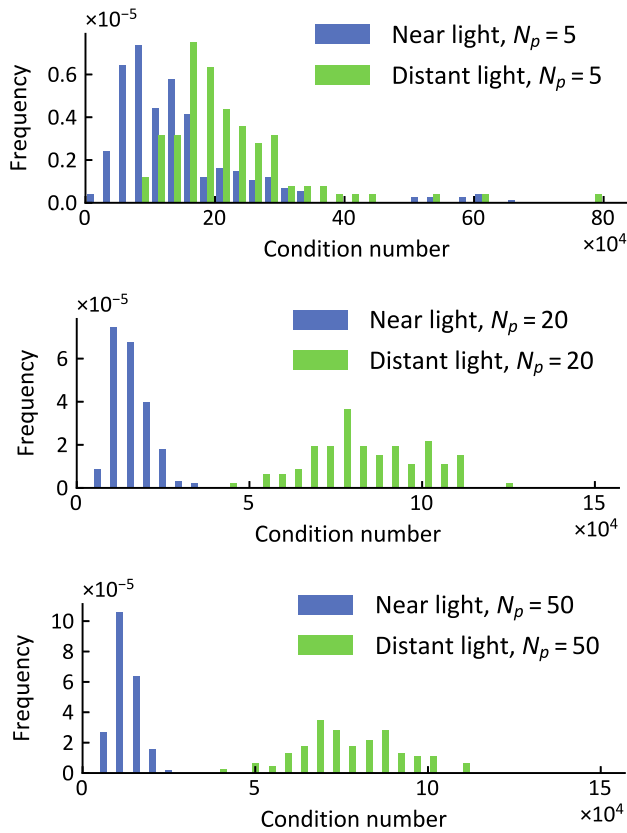 ×10⁻⁵
Near light, Nₚ = 5
Distant light, Nₚ = 5
Frequency
0.6
0.4
0.2
0.0
0 20 40 60 80
Condition number
×10⁴
×10⁻⁵
Near light, Nₚ = 20
Distant light, Nₚ = 20
Frequency
6
4
2
0
0 5 10 15
Condition number
×10⁴
×10⁻⁵
Near light, Nₚ = 50
Distant light, Nₚ = 50
Frequency
10
8
6
4
2
0
0 50 100 150
Condition number
×10⁴